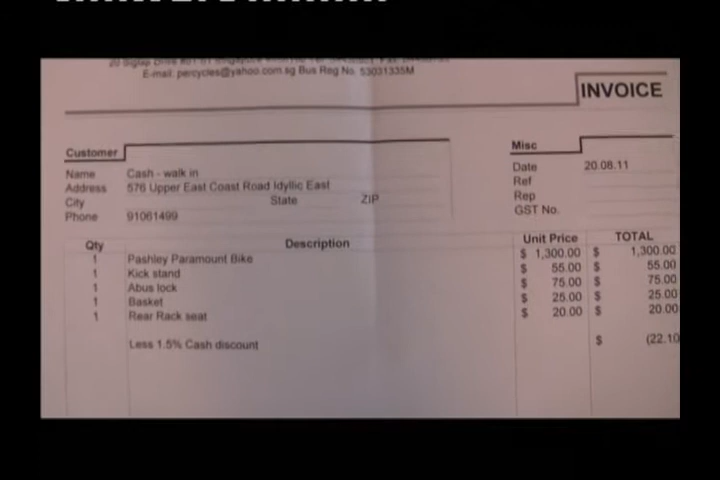 E-mail: percycles@yahoo.com.sg Bus Reg No. 53031335M
INVOICE
Customer
Misc
Name Cash - walk in
Date 20.08.11
Address 576 Upper East Coast Road Idyllic East
Ref
City State ZIP
Rep
Phone 91061499
GST No.
Qty Description Unit Price TOTAL
1 Pashley Paramount Bike $ 1,300.00 $ 1,300.00
1 Kick stand $ 55.00 $ 55.00
1 Abus lock $ 75.00 $ 75.00
1 Basket $ 25.00 $ 25.00
1 Rear Rack seat $ 20.00 $ 20.00
Less 1.5% Cash discount $ (22.10